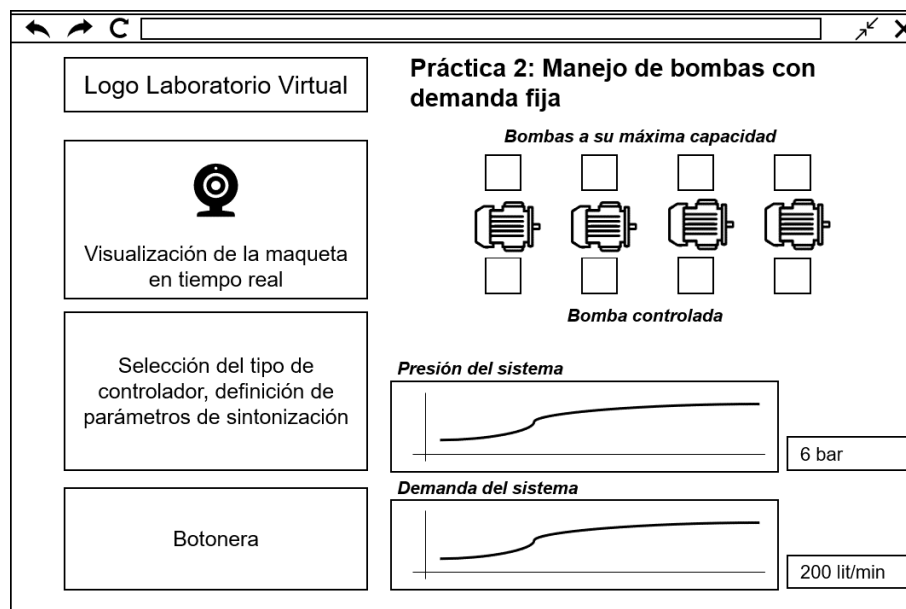 Logo Laboratorio Virtual
Práctica 2: Manejo de bombas con
demanda fija
Bombas a su máxima capacidad
Visualización de la maqueta
en tiempo real
Bomba controlada
Selección del tipo de
controlador, definición de
parámetros de sintonización
Presión del sistema
6 bar
Demanda del sistema
Botonera
200 lit/min